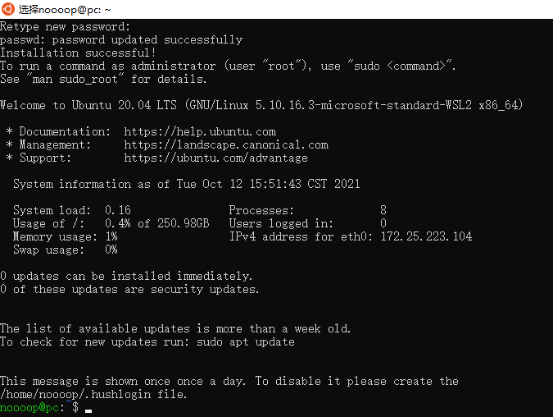 选择noooop@pc: ~
Retype new password:
passwd: password updated successfully
Installation successful!
To run a command as administrator (user "root"), use "sudo <command>".
See "man sudo_root" for details.
Welcome to Ubuntu 20.04 LTS (GNU/Linux 5.10.16.3-microsoft-standard-WSL2 x86_64)
* Documentation: https://help.ubuntu.com
* Management: https://landscape.canonical.com
* Support: https://ubuntu.com/advantage
System information as of Tue Oct 12 15:51:43 CST 2021
System load: 0.16 Processes: 8
Usage of /: 0.4% of 250.98GB Users logged in: 0
Memory usage: 1% IPv4 address for eth0: 172.25.223.104
Swap usage: 0%
0 updates can be installed immediately.
0 of these updates are security updates.
The list of available updates is more than a week old.
To check for new updates run: sudo apt update
This message is shown once once a day. To disable it please create the
/home/noooop/.hushlogin file.
noooop@pc:~$